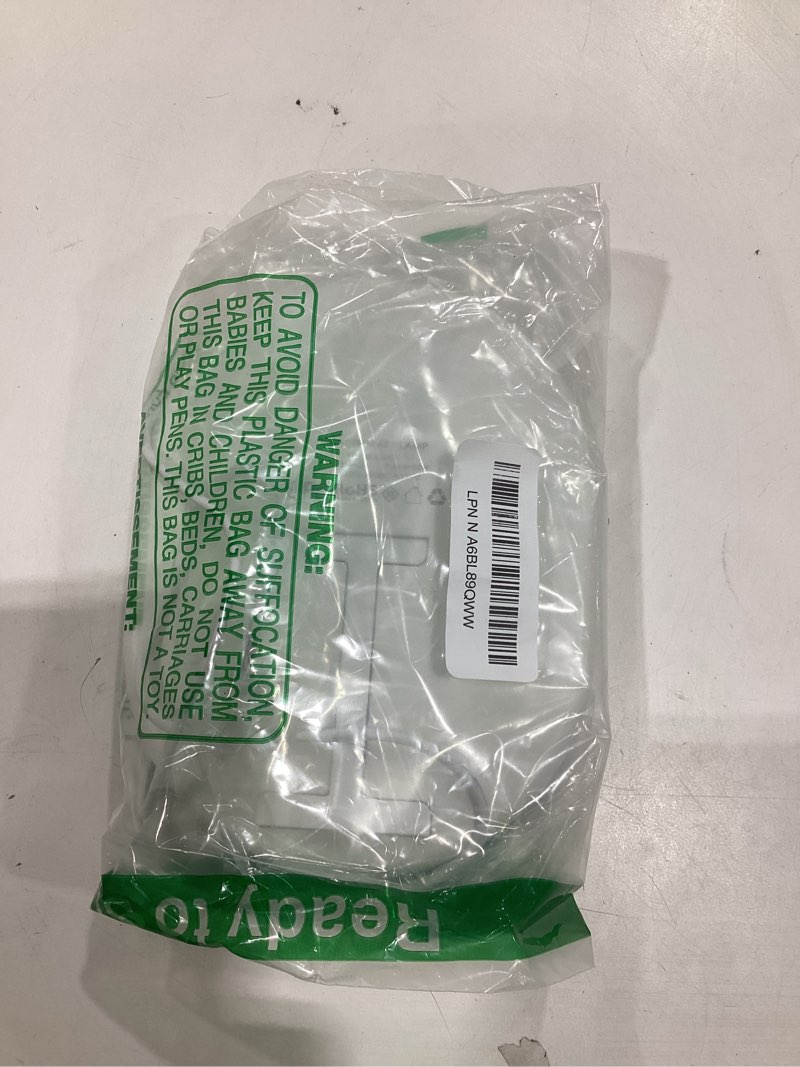 WARNING:
TO AVOID DANGER OF SUFFOCATION,
KEEP THIS PLASTIC BAG AWAY FROM
BABIES AND CHILDREN, DO NOT USE
THIS BAG IN CRIBS, BEDS, CARRIAGES
OR PLAY PENS. THIS BAG IS NOT A TOY.
LPN N A6BL89QWW
Ready to